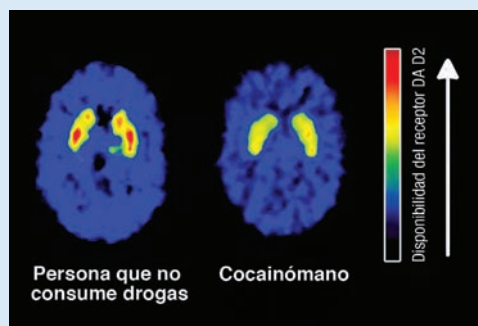 Persona que no
consume drogas
Cocainómano
Disponibilidad del receptor DA D2